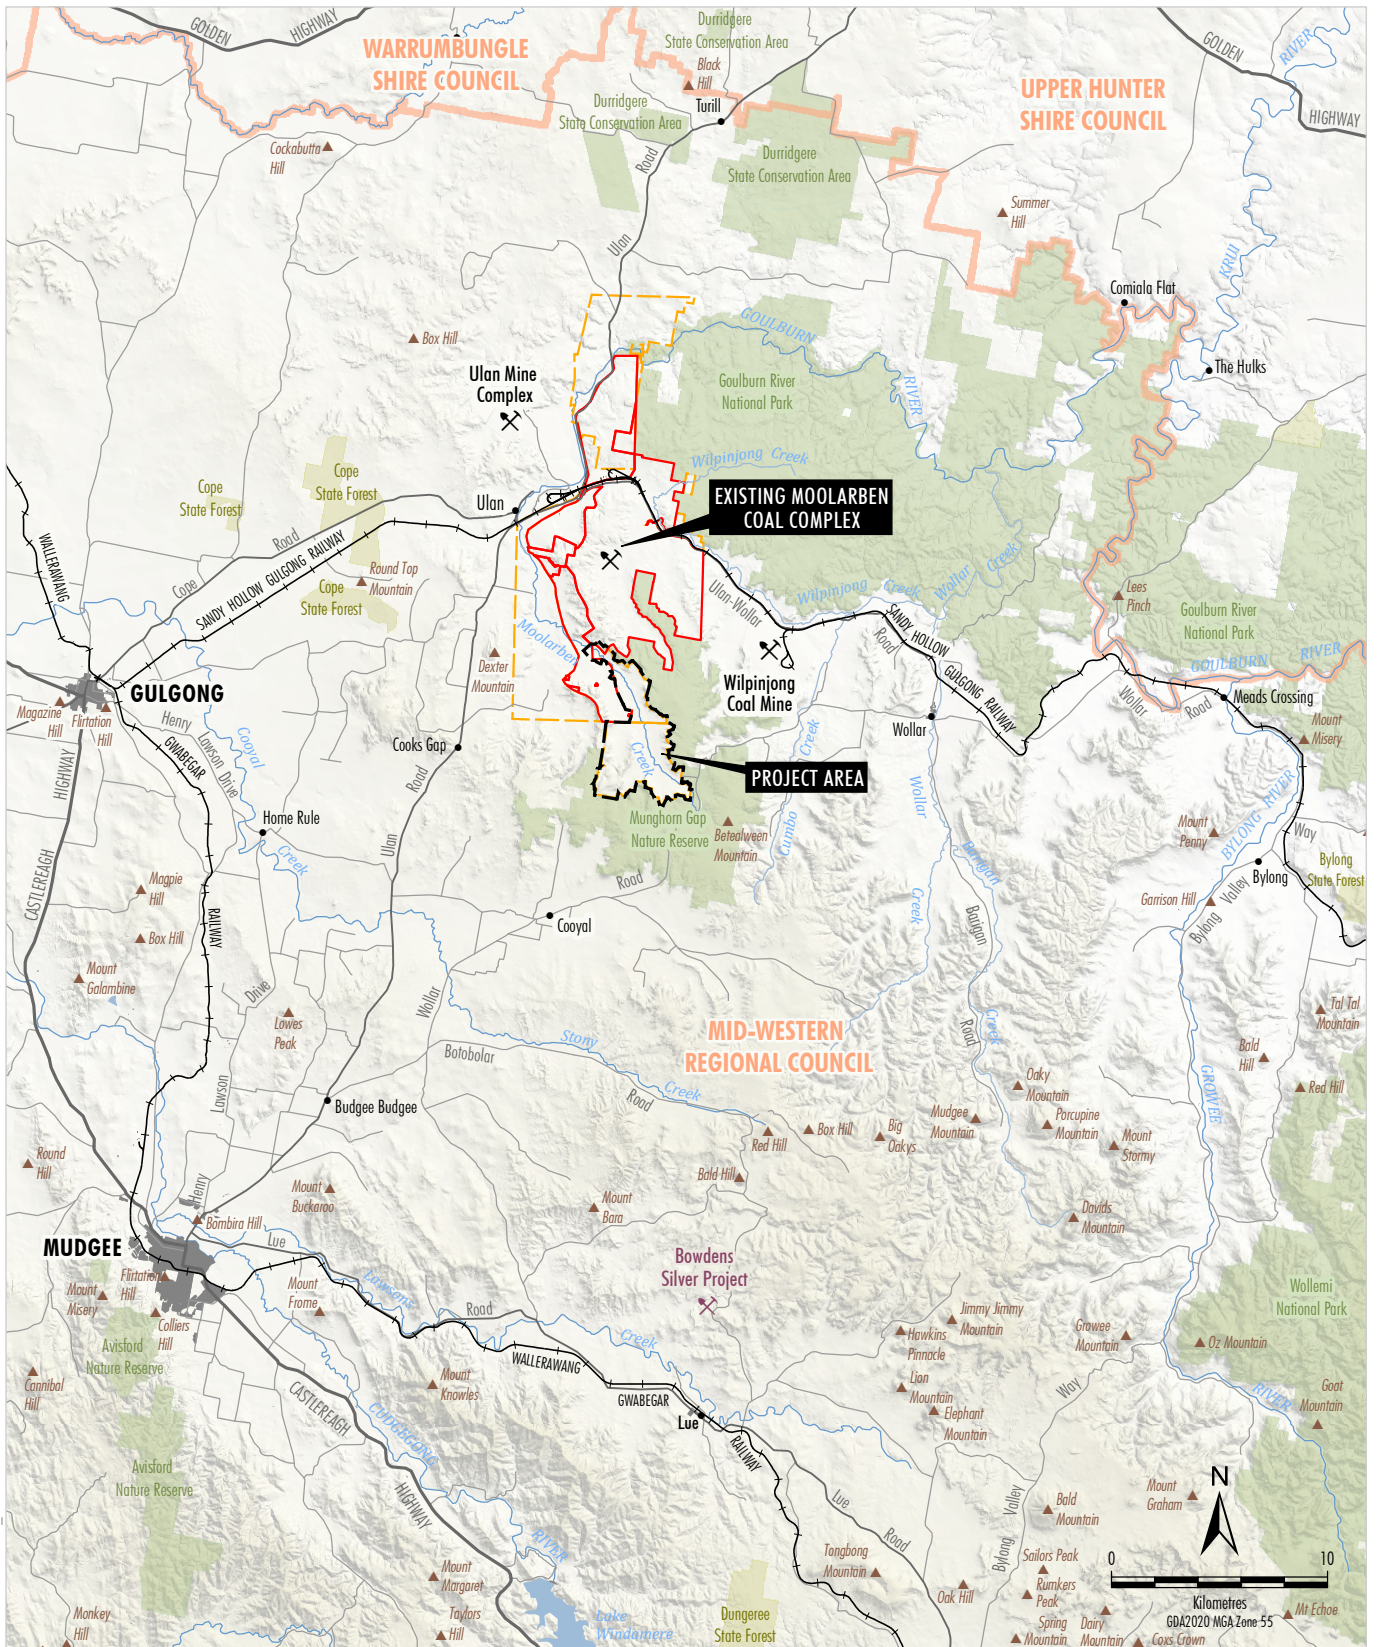 GOLDEN
HIGHWAY
WARRUMBUNGLE
SHIRE COUNCIL
Durridgere
State Conservation Area
Black
Hill
Turill
GOLDEN
HIGHWAY
RIVER
UPPER HUNTER
SHIRE COUNCIL
Durridgere
State Conservation Area
Cockabutta
Hill
Road
Durridgere
State Conservation Area
Summer
Hill
Ulan
KRUI
Comiala Flat
GOULBURN
RIVER
Box Hill
The Hulks
Ulan Mine
Complex
Goulburn River
National Park
Wilpinjong Creek
Cope
State Forest
Cope
State Forest
Ulan
EXISTING MOOLARBEN
COAL COMPLEX
WALLERAWANG
Road
SANDY HOLLOW GULGONG RAILWAY
Cope
Round Top
Mountain
Cope
State Forest
Ulan-Wollar
Road
Wilpinjong Creek
Wollar Creek
SANDY HOLLOW
GULGONG RAILWAY
Lees
Pinch
Goulburn River
National Park
GOULBURN RIVER
Moolarben
Creek
Dexter
Mountain
Wilpinjong
Coal Mine
Wollar
Wollar
Road
Meads Crossing
Mount
Misery
GULGONG
Magazine
Hill
Flirtation
Hill
Henry
Lawson Drive
Cooyal
Creek
GWABEGAR
RAILWAY
HIGHWAY
CASTLEREAGH
Cooks Gap
Road
Ulan
PROJECT AREA
Home Rule
Munghorn Gap
Nature Reserve
Betealween
Mountain
Cumbo Creek
Wollar
Creek
Barigan
Creek
Mount
Penny
BYLONG RIVER
Way
Bylong
Bylong
State Forest
Garrison Hill
Bylong Valley
Magpie
Hill
Box Hill
Mount
Galambine
Road
Cooyal
Wollar
Barigan
Road
Drive
Lowes
Peak
Lawson
Stony
Creek
Botobolar
Road
MID-WESTERN
REGIONAL COUNCIL
Tal Tal
Mountain
Bald
Hill
Red Hill
GROWEE
RIVER
Budgee Budgee
Oaky
Mountain
Mudgee
Mountain
Porcupine
Mountain
Mount
Stormy
Red Hill
Box Hill
Big
Oakys
Round
Hill
Henry
Mount
Buckaroo
Bald Hill
Mount
Bara
Davids
Mountain
Bombira Hill
MUDGEE
Lue
Road
Bowdens
Silver Project
Flirtation
Hill
Mount
Misery
Colliers
Hill
Mount
Frome
Lawsons
Creek
Wollemi
National Park
Jimmy Jimmy
Mountain
Hawkins
Pinnacle
Growee
Mountain
Oz Mountain
Avisford
Nature Reserve
WALLERAWANG
GWABEGAR
RAILWAY
Cannibal
Hill
Mount
Knowles
Lion
Mountain
Elephant
Mountain
Way
Goat
Mountain
CASTLEREAGH
HIGHWAY
CUDGEGONG
RIVER
Lue
Avisford
Nature Reserve
Lue
Road
Bylong Valley
Mount
Graham
Bald
Mountain
N
0 10
Kilometres
GDA2020 MGA Zone 55
Mount
Margaret
Tongbong
Mountain
Sailors Peak
Rumkers
Peak
Oak Hill
Monkey
Hill
Taylors
Hill
Lake
Windamere
Dungeree
State Forest
Spring
Mountain
Dairy
Mountain
Mt Echoe
Coxs Crown